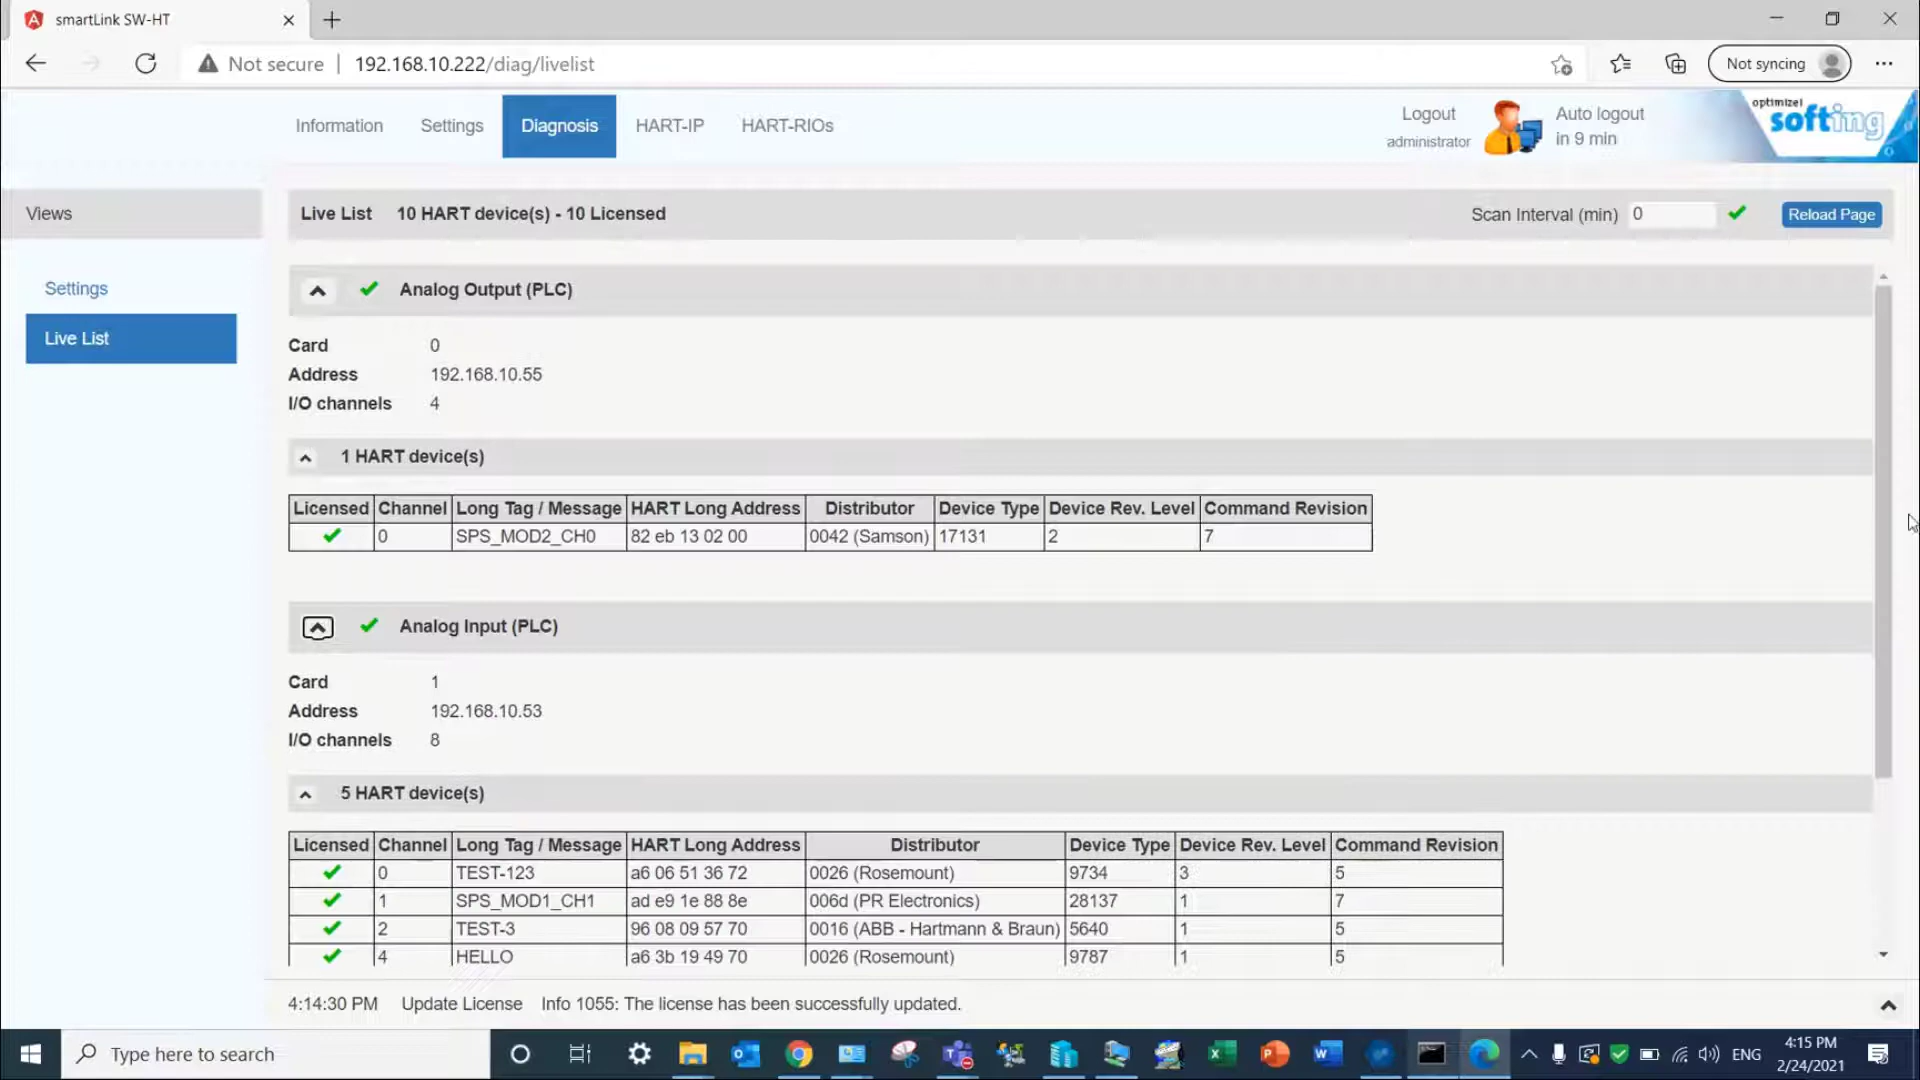 smartLink SW-HT
Not secure | 192.168.10.222/diag/livelist
Not syncing
Information Settings Diagnosis HART-IP HART-RIOs
Logout
administrator
Auto logout
in 9 min
optimize!
softing
Views
Settings
Live List
Live List 10 HART device(s) - 10 Licensed Scan Interval (min) 0 Reload Page
Analog Output (PLC)
Card 0
Address 192.168.10.55
I/O channels 4
1 HART device(s)
Licensed Channel Long Tag / Message HART Long Address Distributor Device Type Device Rev. Level Command Revision
0 SPS_MOD2_CH0 82 eb 13 02 00 0042 (Samson) 17131 2 7
Analog Input (PLC)
Card 1
Address 192.168.10.53
I/O channels 8
5 HART device(s)
Licensed Channel Long Tag / Message HART Long Address Distributor Device Type Device Rev. Level Command Revision
0 TEST-123 a6 06 51 36 72 0026 (Rosemount) 9734 3 5
1 SPS_MOD1_CH1 ad e9 1e 88 8e 006d (PR Electronics) 28137 1 7
2 TEST-3 96 08 09 57 70 0016 (ABB - Hartmann & Braun) 5640 1 5
4 HELLO a6 3b 19 49 70 0026 (Rosemount) 9787 1 5
4:14:30 PM Update License Info 1055: The license has been successfully updated.
Type here to search
ENG
4:15 PM
2/24/2021